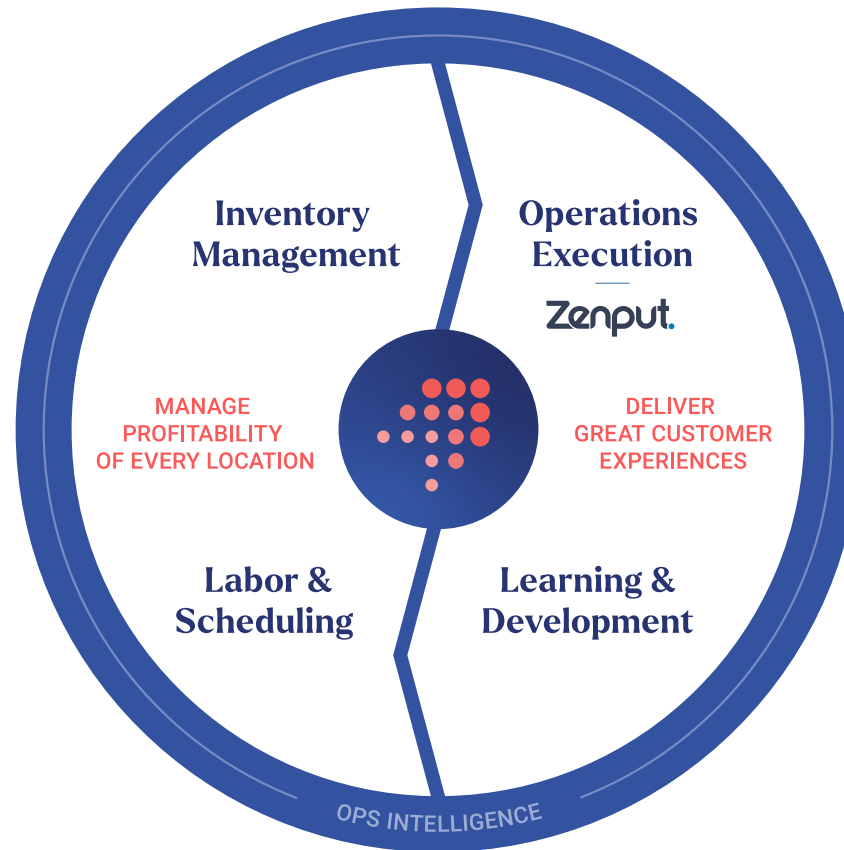 Inventory
Management
Operations
Execution
Zenput.
MANAGE
PROFITABILITY
OF EVERY LOCATION
DELIVER
GREAT CUSTOMER
EXPERIENCES
Labor &
Scheduling
Learning &
Development
OPS INTELLIGENCE